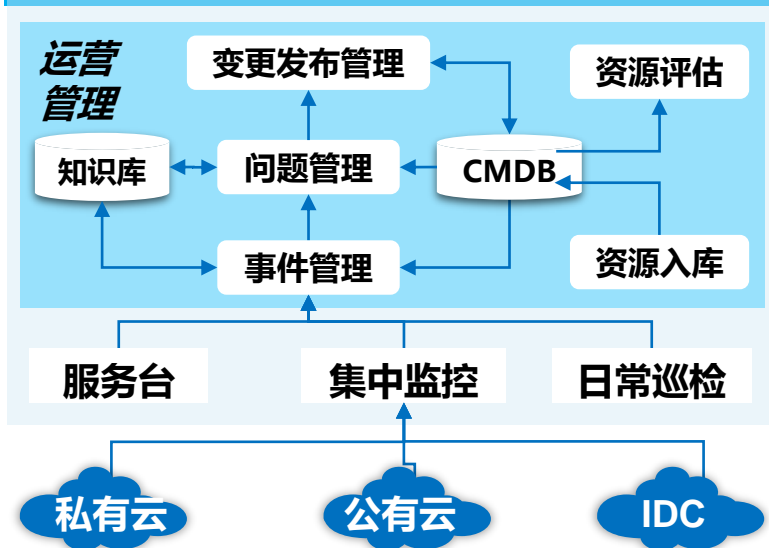 运营
管理
变更发布管理
资源评估
知识库
问题管理
CMDB
事件管理
资源入库
服务台
集中监控
日常巡检
私有云
公有云
IDC